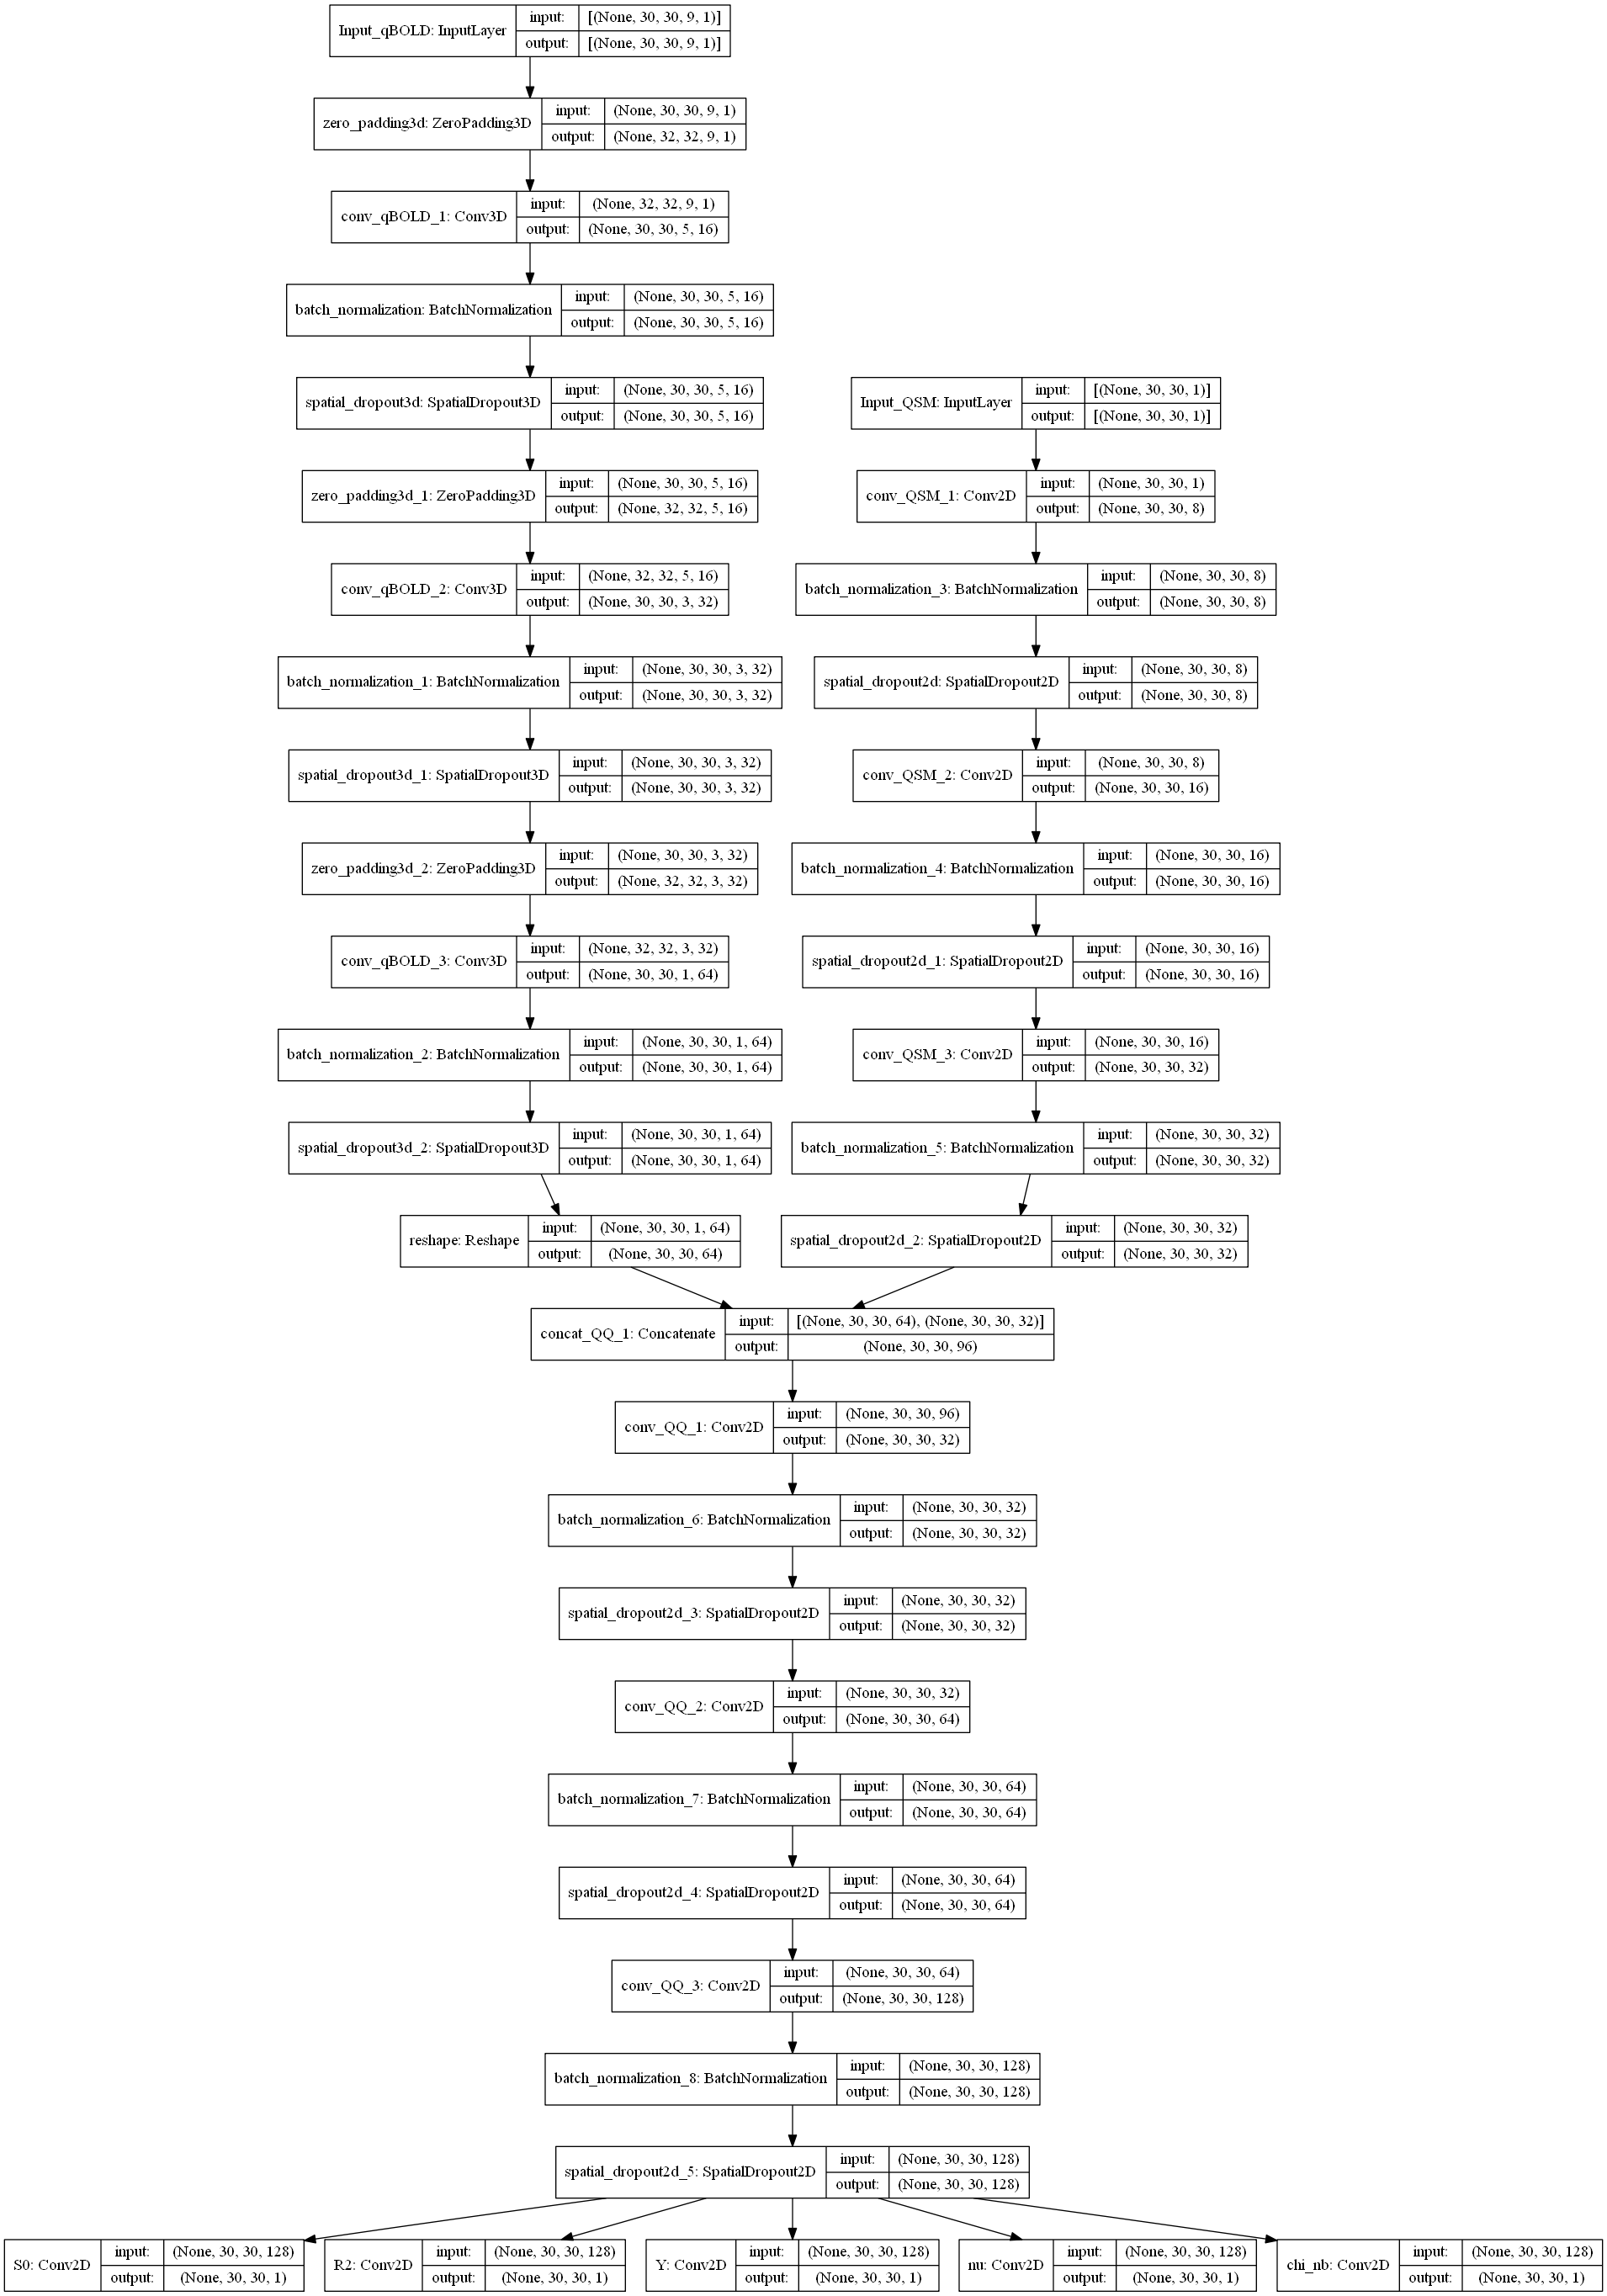 Input_qBOLD: InputLayer
input: [(None, 30, 30, 9, 1)]
output: [(None, 30, 30, 9, 1)]
zero_padding3d: ZeroPadding3D
input: (None, 30, 30, 9, 1)
output: (None, 32, 32, 9, 1)
conv_qBOLD_1: Conv3D
input: (None, 32, 32, 9, 1)
output: (None, 30, 30, 5, 16)
batch_normalization: BatchNormalization
input: (None, 30, 30, 5, 16)
output: (None, 30, 30, 5, 16)
spatial_dropout3d: SpatialDropout3D
input: (None, 30, 30, 5, 16)
output: (None, 30, 30, 5, 16)
zero_padding3d_1: ZeroPadding3D
input: (None, 30, 30, 5, 16)
output: (None, 32, 32, 5, 16)
conv_qBOLD_2: Conv3D
input: (None, 32, 32, 5, 16)
output: (None, 30, 30, 3, 32)
batch_normalization_1: BatchNormalization
input: (None, 30, 30, 3, 32)
output: (None, 30, 30, 3, 32)
spatial_dropout3d_1: SpatialDropout3D
input: (None, 30, 30, 3, 32)
output: (None, 30, 30, 3, 32)
zero_padding3d_2: ZeroPadding3D
input: (None, 30, 30, 3, 32)
output: (None, 32, 32, 3, 32)
conv_qBOLD_3: Conv3D
input: (None, 32, 32, 3, 32)
output: (None, 30, 30, 1, 64)
batch_normalization_2: BatchNormalization
input: (None, 30, 30, 1, 64)
output: (None, 30, 30, 1, 64)
spatial_dropout3d_2: SpatialDropout3D
input: (None, 30, 30, 1, 64)
output: (None, 30, 30, 1, 64)
reshape: Reshape
input: (None, 30, 30, 1, 64)
output: (None, 30, 30, 64)
Input_QSM: InputLayer
input: [(None, 30, 30, 1)]
output: [(None, 30, 30, 1)]
conv_QSM_1: Conv2D
input: (None, 30, 30, 1)
output: (None, 30, 30, 8)
batch_normalization_3: BatchNormalization
input: (None, 30, 30, 8)
output: (None, 30, 30, 8)
spatial_dropout2d: SpatialDropout2D
input: (None, 30, 30, 8)
output: (None, 30, 30, 8)
conv_QSM_2: Conv2D
input: (None, 30, 30, 8)
output: (None, 30, 30, 16)
batch_normalization_4: BatchNormalization
input: (None, 30, 30, 16)
output: (None, 30, 30, 16)
spatial_dropout2d_1: SpatialDropout2D
input: (None, 30, 30, 16)
output: (None, 30, 30, 16)
conv_QSM_3: Conv2D
input: (None, 30, 30, 16)
output: (None, 30, 30, 32)
batch_normalization_5: BatchNormalization
input: (None, 30, 30, 32)
output: (None, 30, 30, 32)
spatial_dropout2d_2: SpatialDropout2D
input: (None, 30, 30, 32)
output: (None, 30, 30, 32)
concat_QQ_1: Concatenate
input: [(None, 30, 30, 64), (None, 30, 30, 32)]
output: (None, 30, 30, 96)
conv_QQ_1: Conv2D
input: (None, 30, 30, 96)
output: (None, 30, 30, 32)
batch_normalization_6: BatchNormalization
input: (None, 30, 30, 32)
output: (None, 30, 30, 32)
spatial_dropout2d_3: SpatialDropout2D
input: (None, 30, 30, 32)
output: (None, 30, 30, 32)
conv_QQ_2: Conv2D
input: (None, 30, 30, 32)
output: (None, 30, 30, 64)
batch_normalization_7: BatchNormalization
input: (None, 30, 30, 64)
output: (None, 30, 30, 64)
spatial_dropout2d_4: SpatialDropout2D
input: (None, 30, 30, 64)
output: (None, 30, 30, 64)
conv_QQ_3: Conv2D
input: (None, 30, 30, 64)
output: (None, 30, 30, 128)
batch_normalization_8: BatchNormalization
input: (None, 30, 30, 128)
output: (None, 30, 30, 128)
spatial_dropout2d_5: SpatialDropout2D
input: (None, 30, 30, 128)
output: (None, 30, 30, 128)
S0: Conv2D
input: (None, 30, 30, 128)
output: (None, 30, 30, 1)
R2: Conv2D
input: (None, 30, 30, 128)
output: (None, 30, 30, 1)
Y: Conv2D
input: (None, 30, 30, 128)
output: (None, 30, 30, 1)
nu: Conv2D
input: (None, 30, 30, 128)
output: (None, 30, 30, 1)
chi_nb: Conv2D
input: (None, 30, 30, 128)
output: (None, 30, 30, 1)